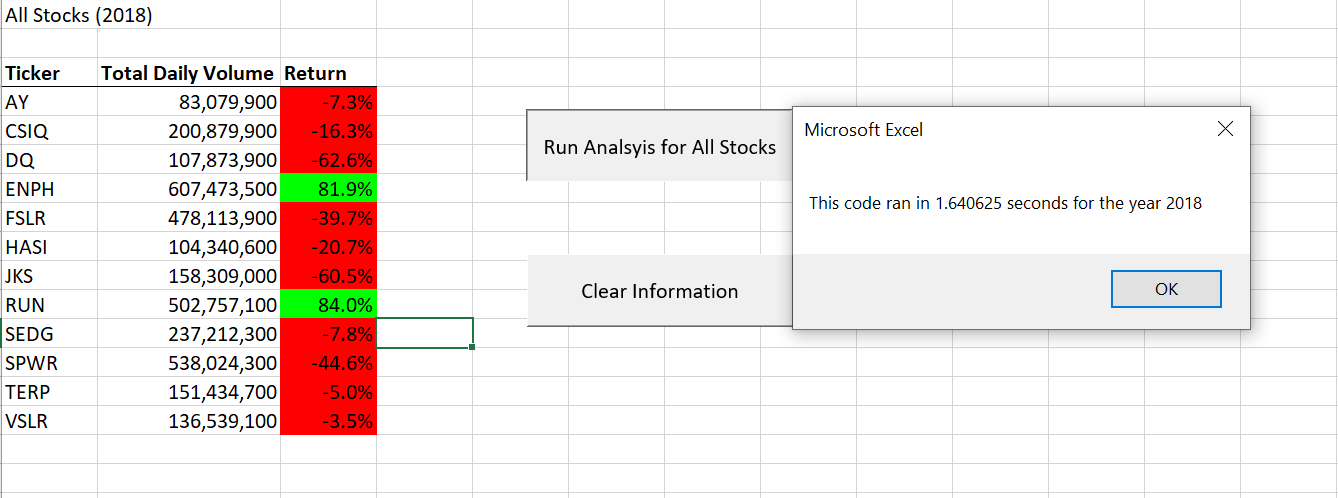 All Stocks (2018)
Ticker Total Daily Volume Return
AY 83,079,900 -7.3%
CSIQ 200,879,900 -16.3%
DQ 107,873,900 -62.6%
ENPH 607,473,500 81.9%
FSLR 478,113,900 -39.7%
HASI 104,340,600 -20.7%
JKS 158,309,000 -60.5%
RUN 502,757,100 84.0%
SEDG 237,212,300 -7.8%
SPWR 538,024,300 -44.6%
TERP 151,434,700 -5.0%
VSLR 136,539,100 -3.5%
Run Analsyis for All Stocks
Clear Information
Microsoft Excel
This code ran in 1.640625 seconds for the year 2018
OK